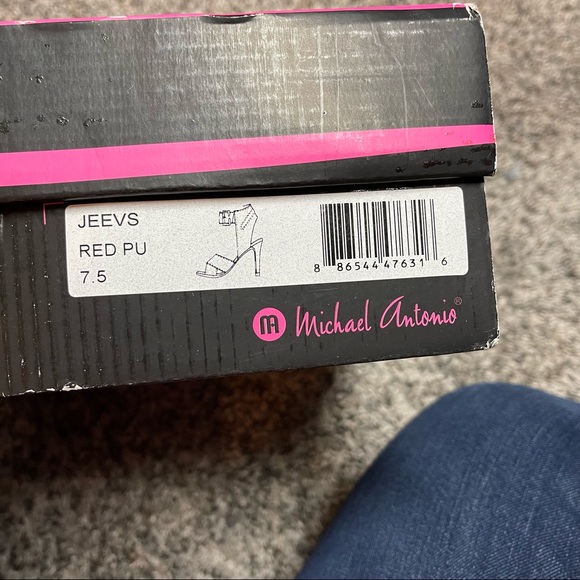 JEEVS
RED PU
7.5
8 86544 47631 6
m Michael Antonio®